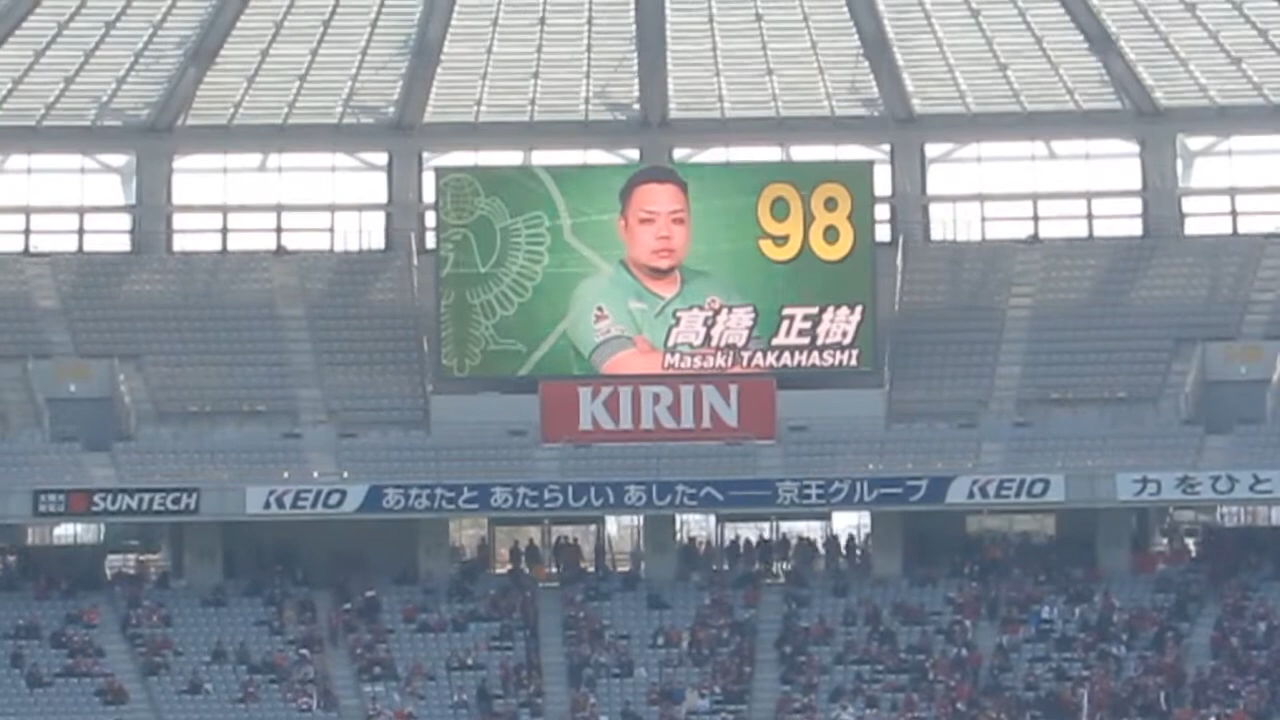 98
髙橋 正樹
Masaki TAKAHASHI
KIRIN
SUNTECH
KEIO あなたと あたらしい あしたへ──京王グループ KEIO
力をひと